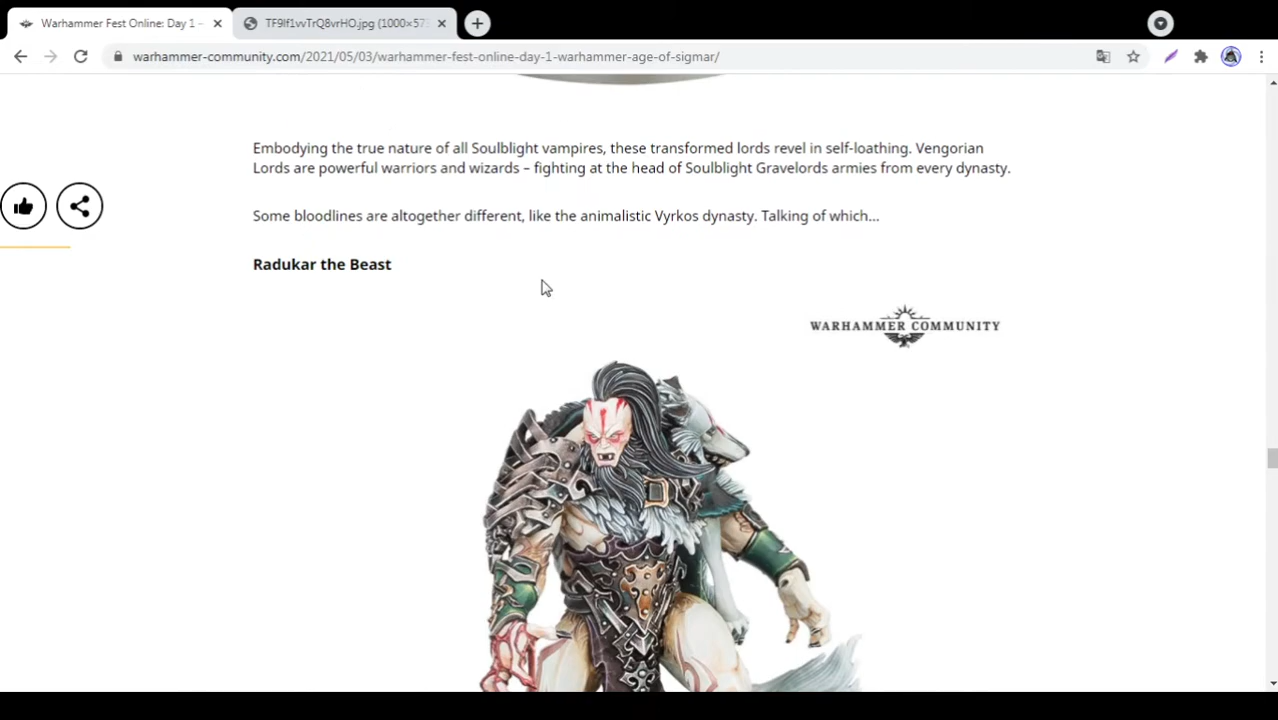 Warhammer Fest Online: Day 1 –
TF9If1vvTrQ8vrHO.jpg (1000×57
warhammer-community.com/2021/05/03/warhammer-fest-online-day-1-warhammer-age-of-sigmar/
Embodying the true nature of all Soulblight vampires, these transformed lords revel in self-loathing. Vengorian
Lords are powerful warriors and wizards – fighting at the head of Soulblight Gravelords armies from every dynasty.
Some bloodlines are altogether different, like the animalistic Vyrkos dynasty. Talking of which...
Radukar the Beast
WARHAMMER COMMUNITY